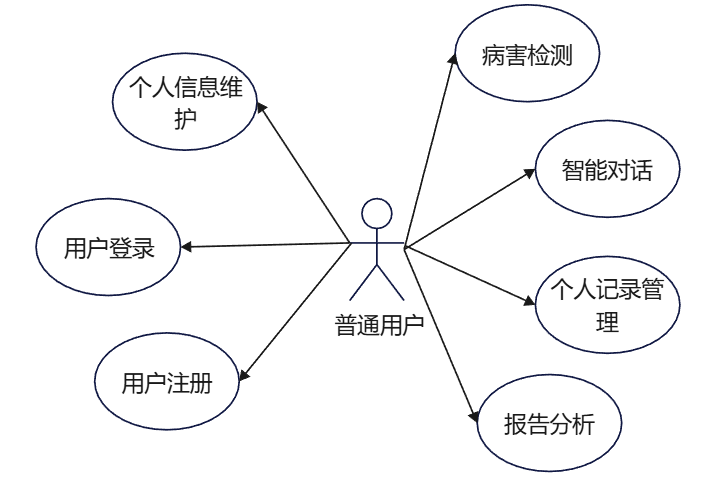 病害检测
个人信息维
护
智能对话
用户登录
个人记录管
理
普通用户
用户注册
报告分析